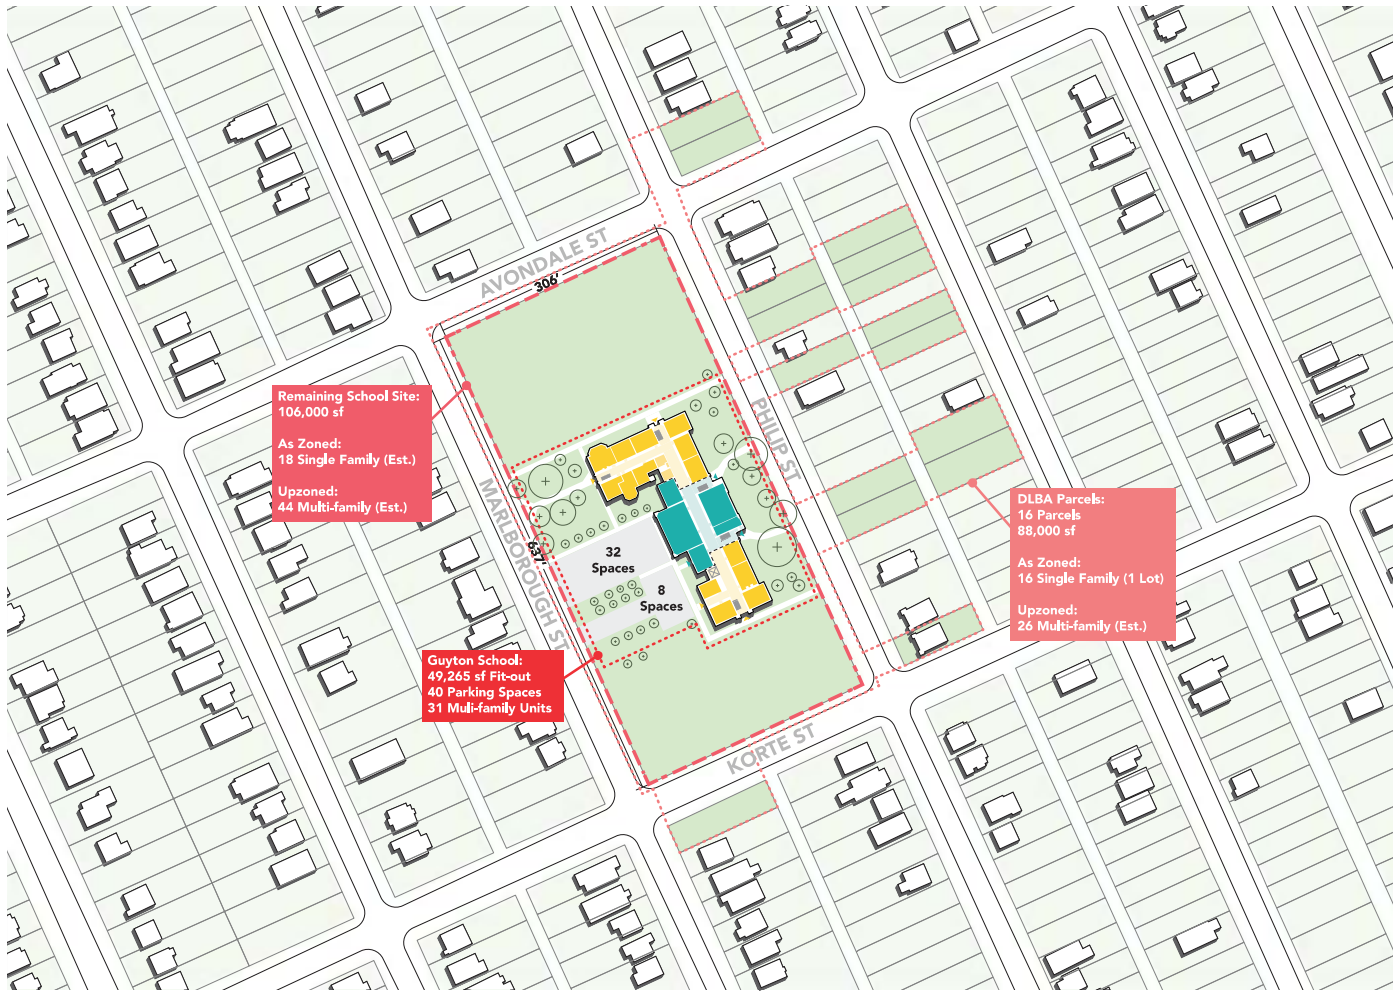 AVONDALE ST
306'
Remaining School Site:
106,000 sf
As Zoned:
18 Single Family (Est.)
Upzoned:
44 Multi-family (Est.)
PHILIP ST
MARLBOROUGH ST
637'
32
Spaces
8
Spaces
DLBA Parcels:
16 Parcels
88,000 sf
As Zoned:
16 Single Family (1 Lot)
Upzoned:
26 Multi-family (Est.)
Guyton School:
49,265 sf Fit-out
40 Parking Spaces
31 Muli-family Units
KORTE ST